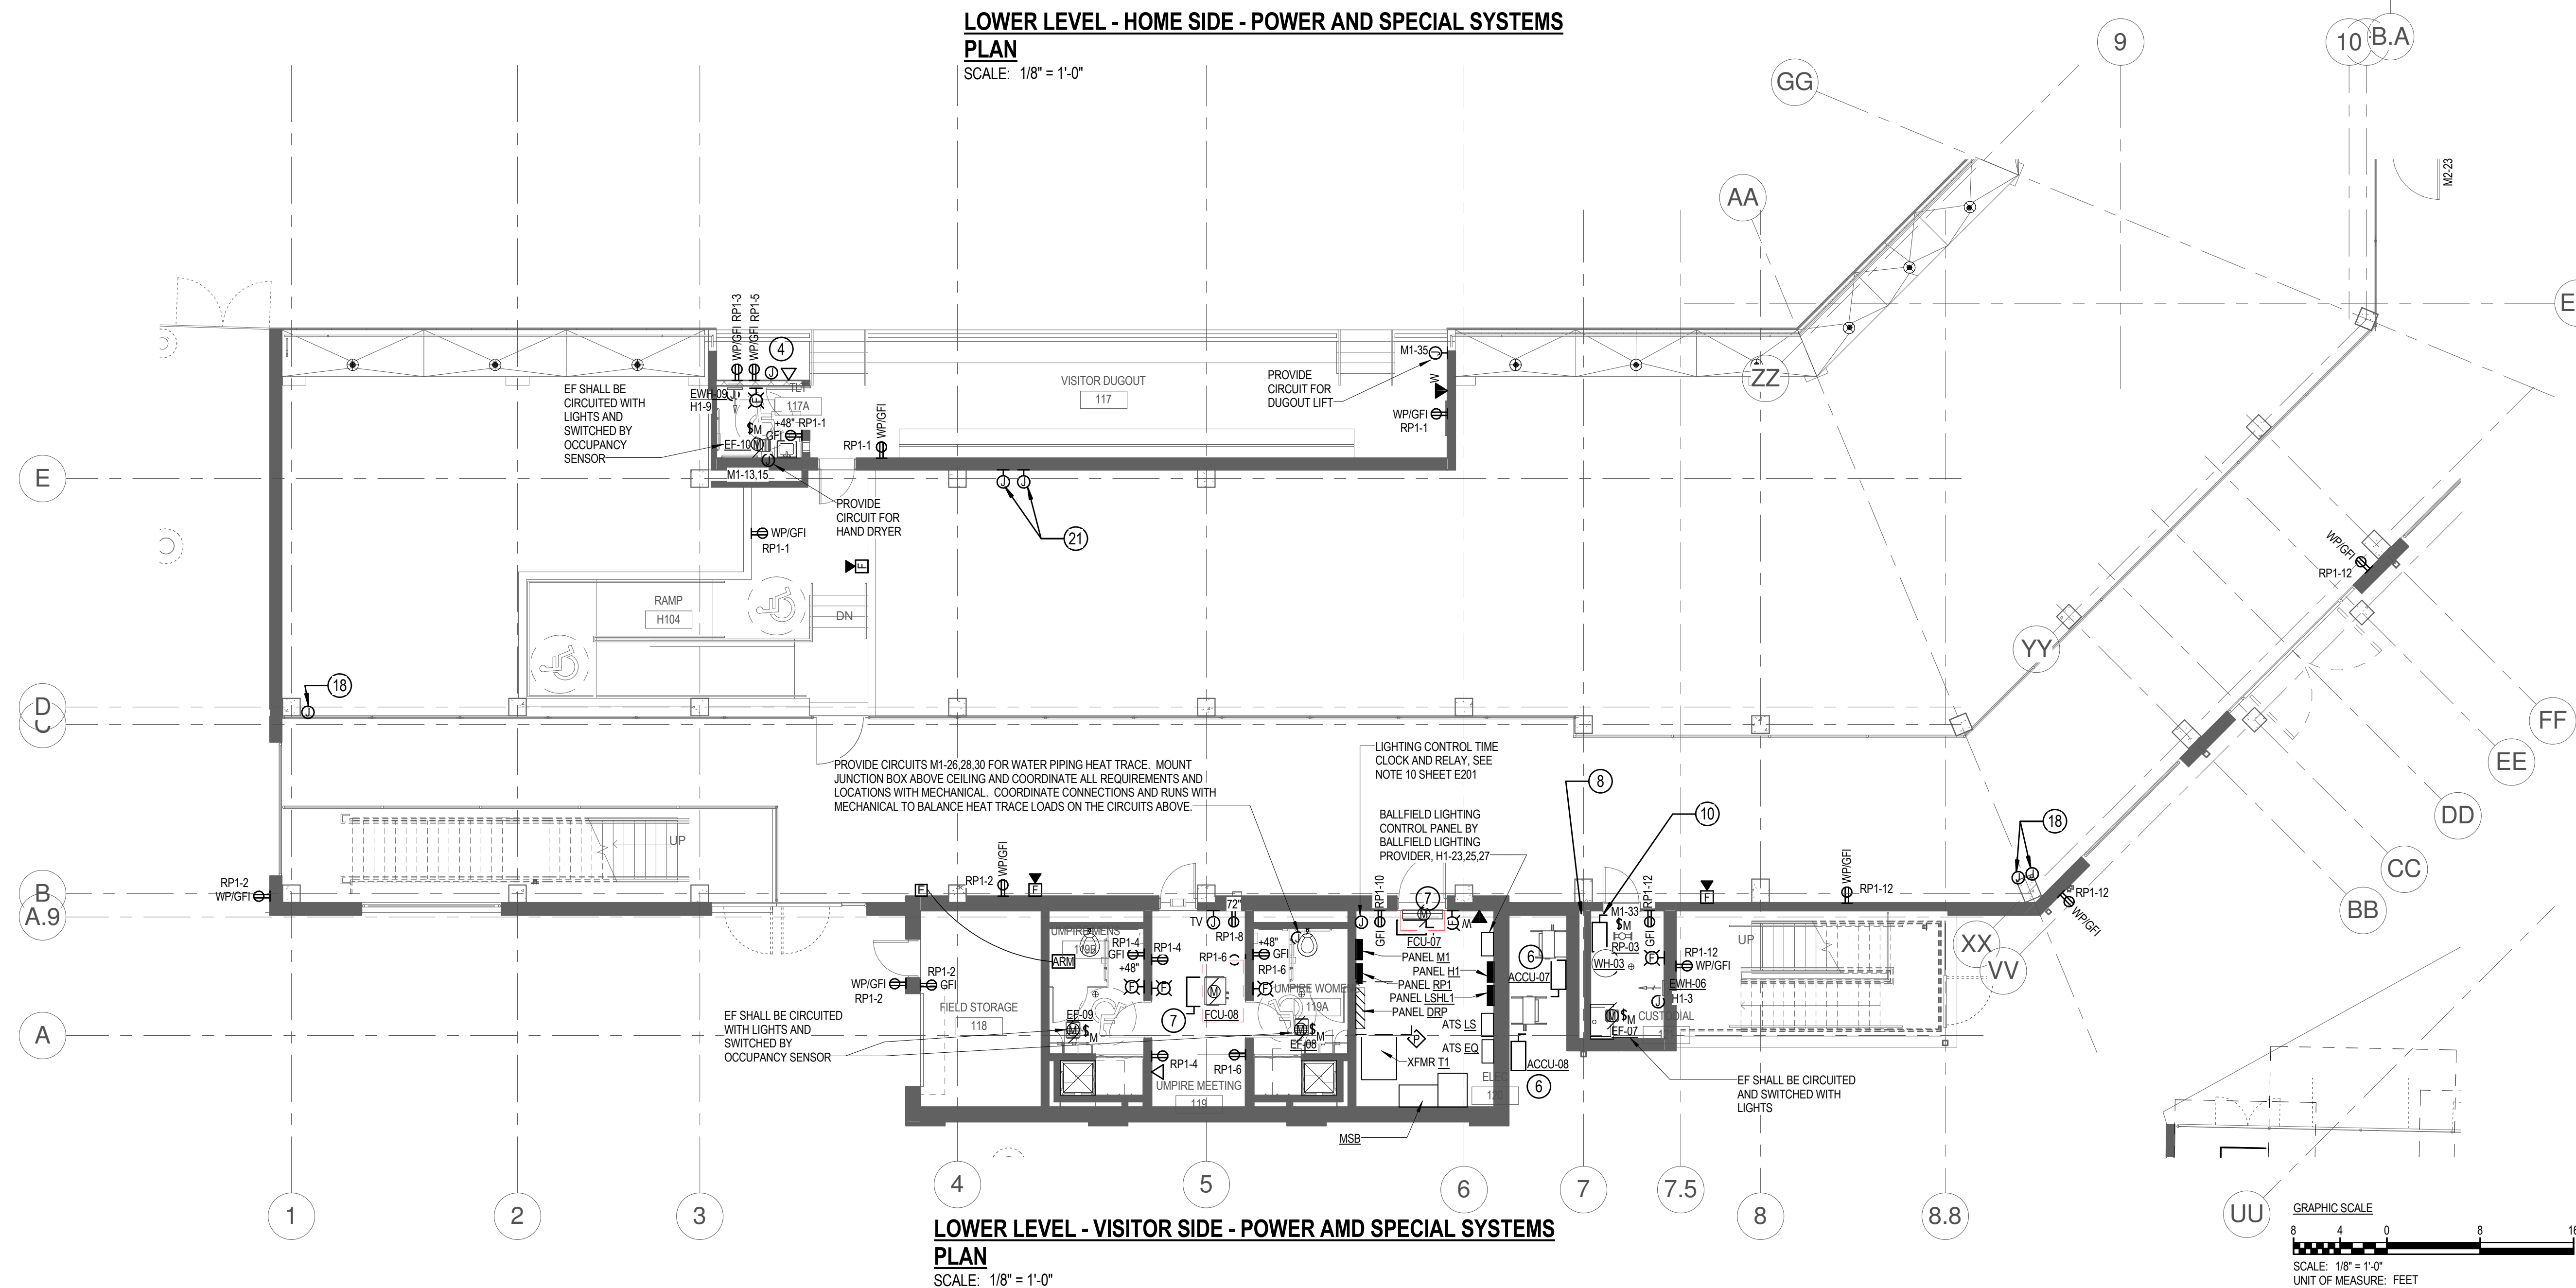 LOWER LEVEL - HOME SIDE - POWER AND SPECIAL SYSTEMS
PLAN
SCALE: 1/8" = 1'-0"
9
10
B.A
GG
AA
M2-23
E
WP/GFI RP1-3
WP/GFI RP1-5
4
M1-35
ZZ
EF SHALL BE
CIRCUITED WITH
LIGHTS AND
SWITCHED BY
OCCUPANCY
SENSOR
EWH-09
H1-9
TLT
117A
+48" RP1-1
GFI
$M
EF-10
M
J
M1-13,15
RP1-1
WP/GFI
VISITOR DUGOUT
117
PROVIDE
CIRCUIT FOR
DUGOUT LIFT
W
WP/GFI
RP1-1
E
PROVIDE
CIRCUIT FOR
HAND DRYER
WP/GFI
RP1-1
F
J
J
21
WP/GFI
RP1-12
RAMP
H104
DN
YY
18
J
D
C
FF
EE
DD
CC
BB
PROVIDE CIRCUITS M1-26,28,30 FOR WATER PIPING HEAT TRACE. MOUNT
JUNCTION BOX ABOVE CEILING AND COORDINATE ALL REQUIREMENTS AND
LOCATIONS WITH MECHANICAL. COORDINATE CONNECTIONS AND RUNS WITH
MECHANICAL TO BALANCE HEAT TRACE LOADS ON THE CIRCUITS ABOVE.
LIGHTING CONTROL TIME
CLOCK AND RELAY, SEE
NOTE 10 SHEET E201
8
10
BALLFIELD LIGHTING
CONTROL PANEL BY
BALLFIELD LIGHTING
PROVIDER, H1-23,25,27
18
UP
B
A.9
RP1-2
WP/GFI
F
RP1-2
WP/GFI
F
72"
TV
J
RP1-8
RP1-10
GFI
7
FCU-07
W
M1-33
$M
RP1-12
GFI
F
WP/GFI
RP1-12
RP1-12
WP/GFI
UMPIRE MENS
119B
ARM
RP1-4
GFI
+48"
RP1-4
RP1-6
+48"
GFI
RP1-6
PANEL M1
PANEL H1
PANEL RP1
PANEL LSHL1
PANEL DRP
ATS LS
ATS EQ
XFMR T1
P
6
ACCU-07
RP-03
WH-03
EWH-06
H1-3
RP1-12
WP/GFI
UP
XX
VV
WP/GFI
RP1-2
RP1-2
GFI
FIELD STORAGE
118
EF-09
$M
7
FCU-08
UMPIRE WOMEN
119A
EF-08
$M
EF-07
$M
CUSTODIAL
121
A
EF SHALL BE CIRCUITED
WITH LIGHTS AND
SWITCHED BY
OCCUPANCY SENSOR
RP1-4
RP1-6
UMPIRE MEETING
119
ELEC
120
ACCU-08
6
EF SHALL BE CIRCUITED
AND SWITCHED WITH
LIGHTS
MSB
1
2
3
4
5
6
7
7.5
8
8.8
UU
LOWER LEVEL - VISITOR SIDE - POWER AMD SPECIAL SYSTEMS
PLAN
SCALE: 1/8" = 1'-0"
GRAPHIC SCALE
8 4 0 8 16
SCALE: 1/8" = 1'-0"
UNIT OF MEASURE: FEET